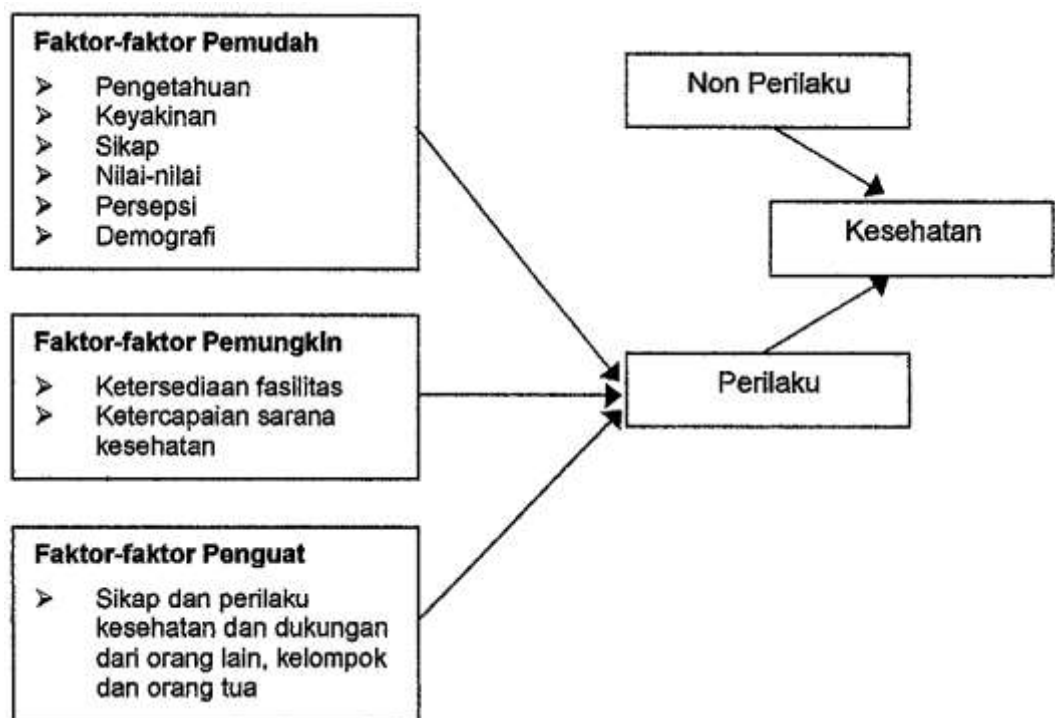 Faktor-faktor Pemudah
➢ Pengetahuan
➢ Keyakinan
➢ Sikap
➢ Nilai-nilai
➢ Persepsi
➢ Demografi
Faktor-faktor Pemungkin
➢ Ketersediaan fasilitas
➢ Ketercapaian sarana
kesehatan
Faktor-faktor Penguat
➢ Sikap dan perilaku
kesehatan dan dukungan
dari orang lain, kelompok
dan orang tua
Non Perilaku
Kesehatan
Perilaku